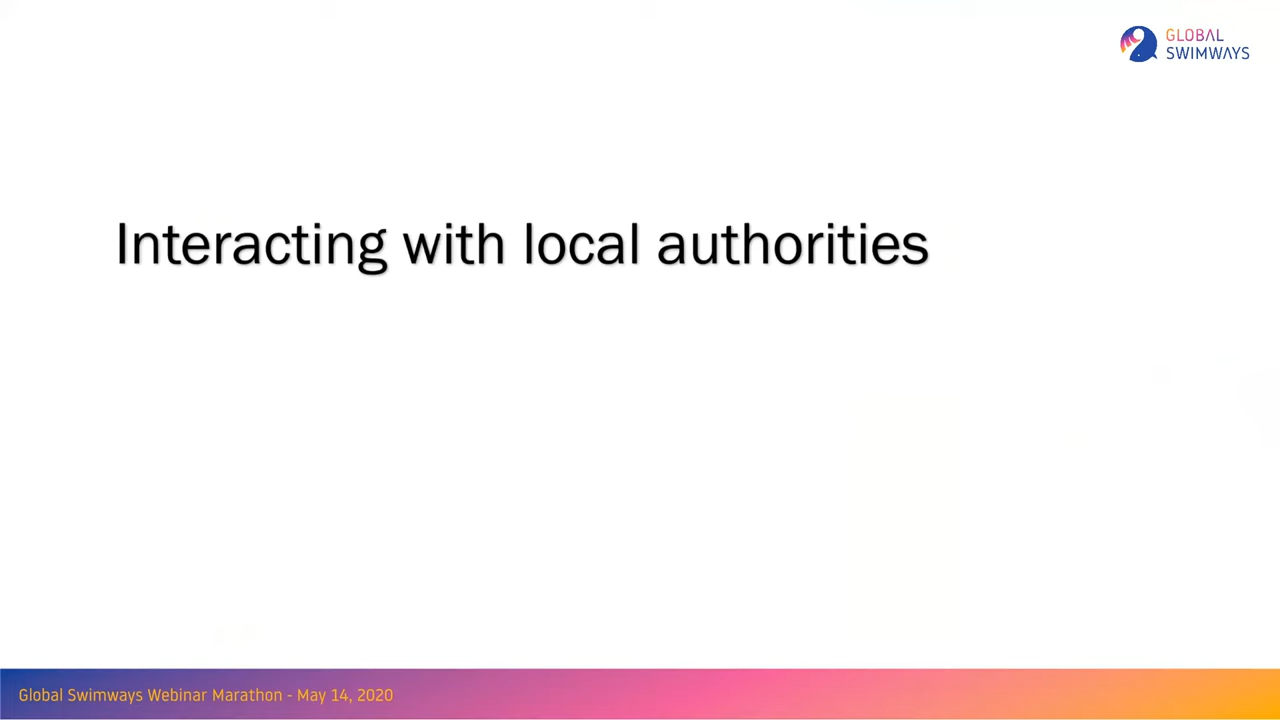 GLOBAL
SWIMWAYS
Interacting with local authorities
Global Swimways Webinar Marathon - May 14, 2020